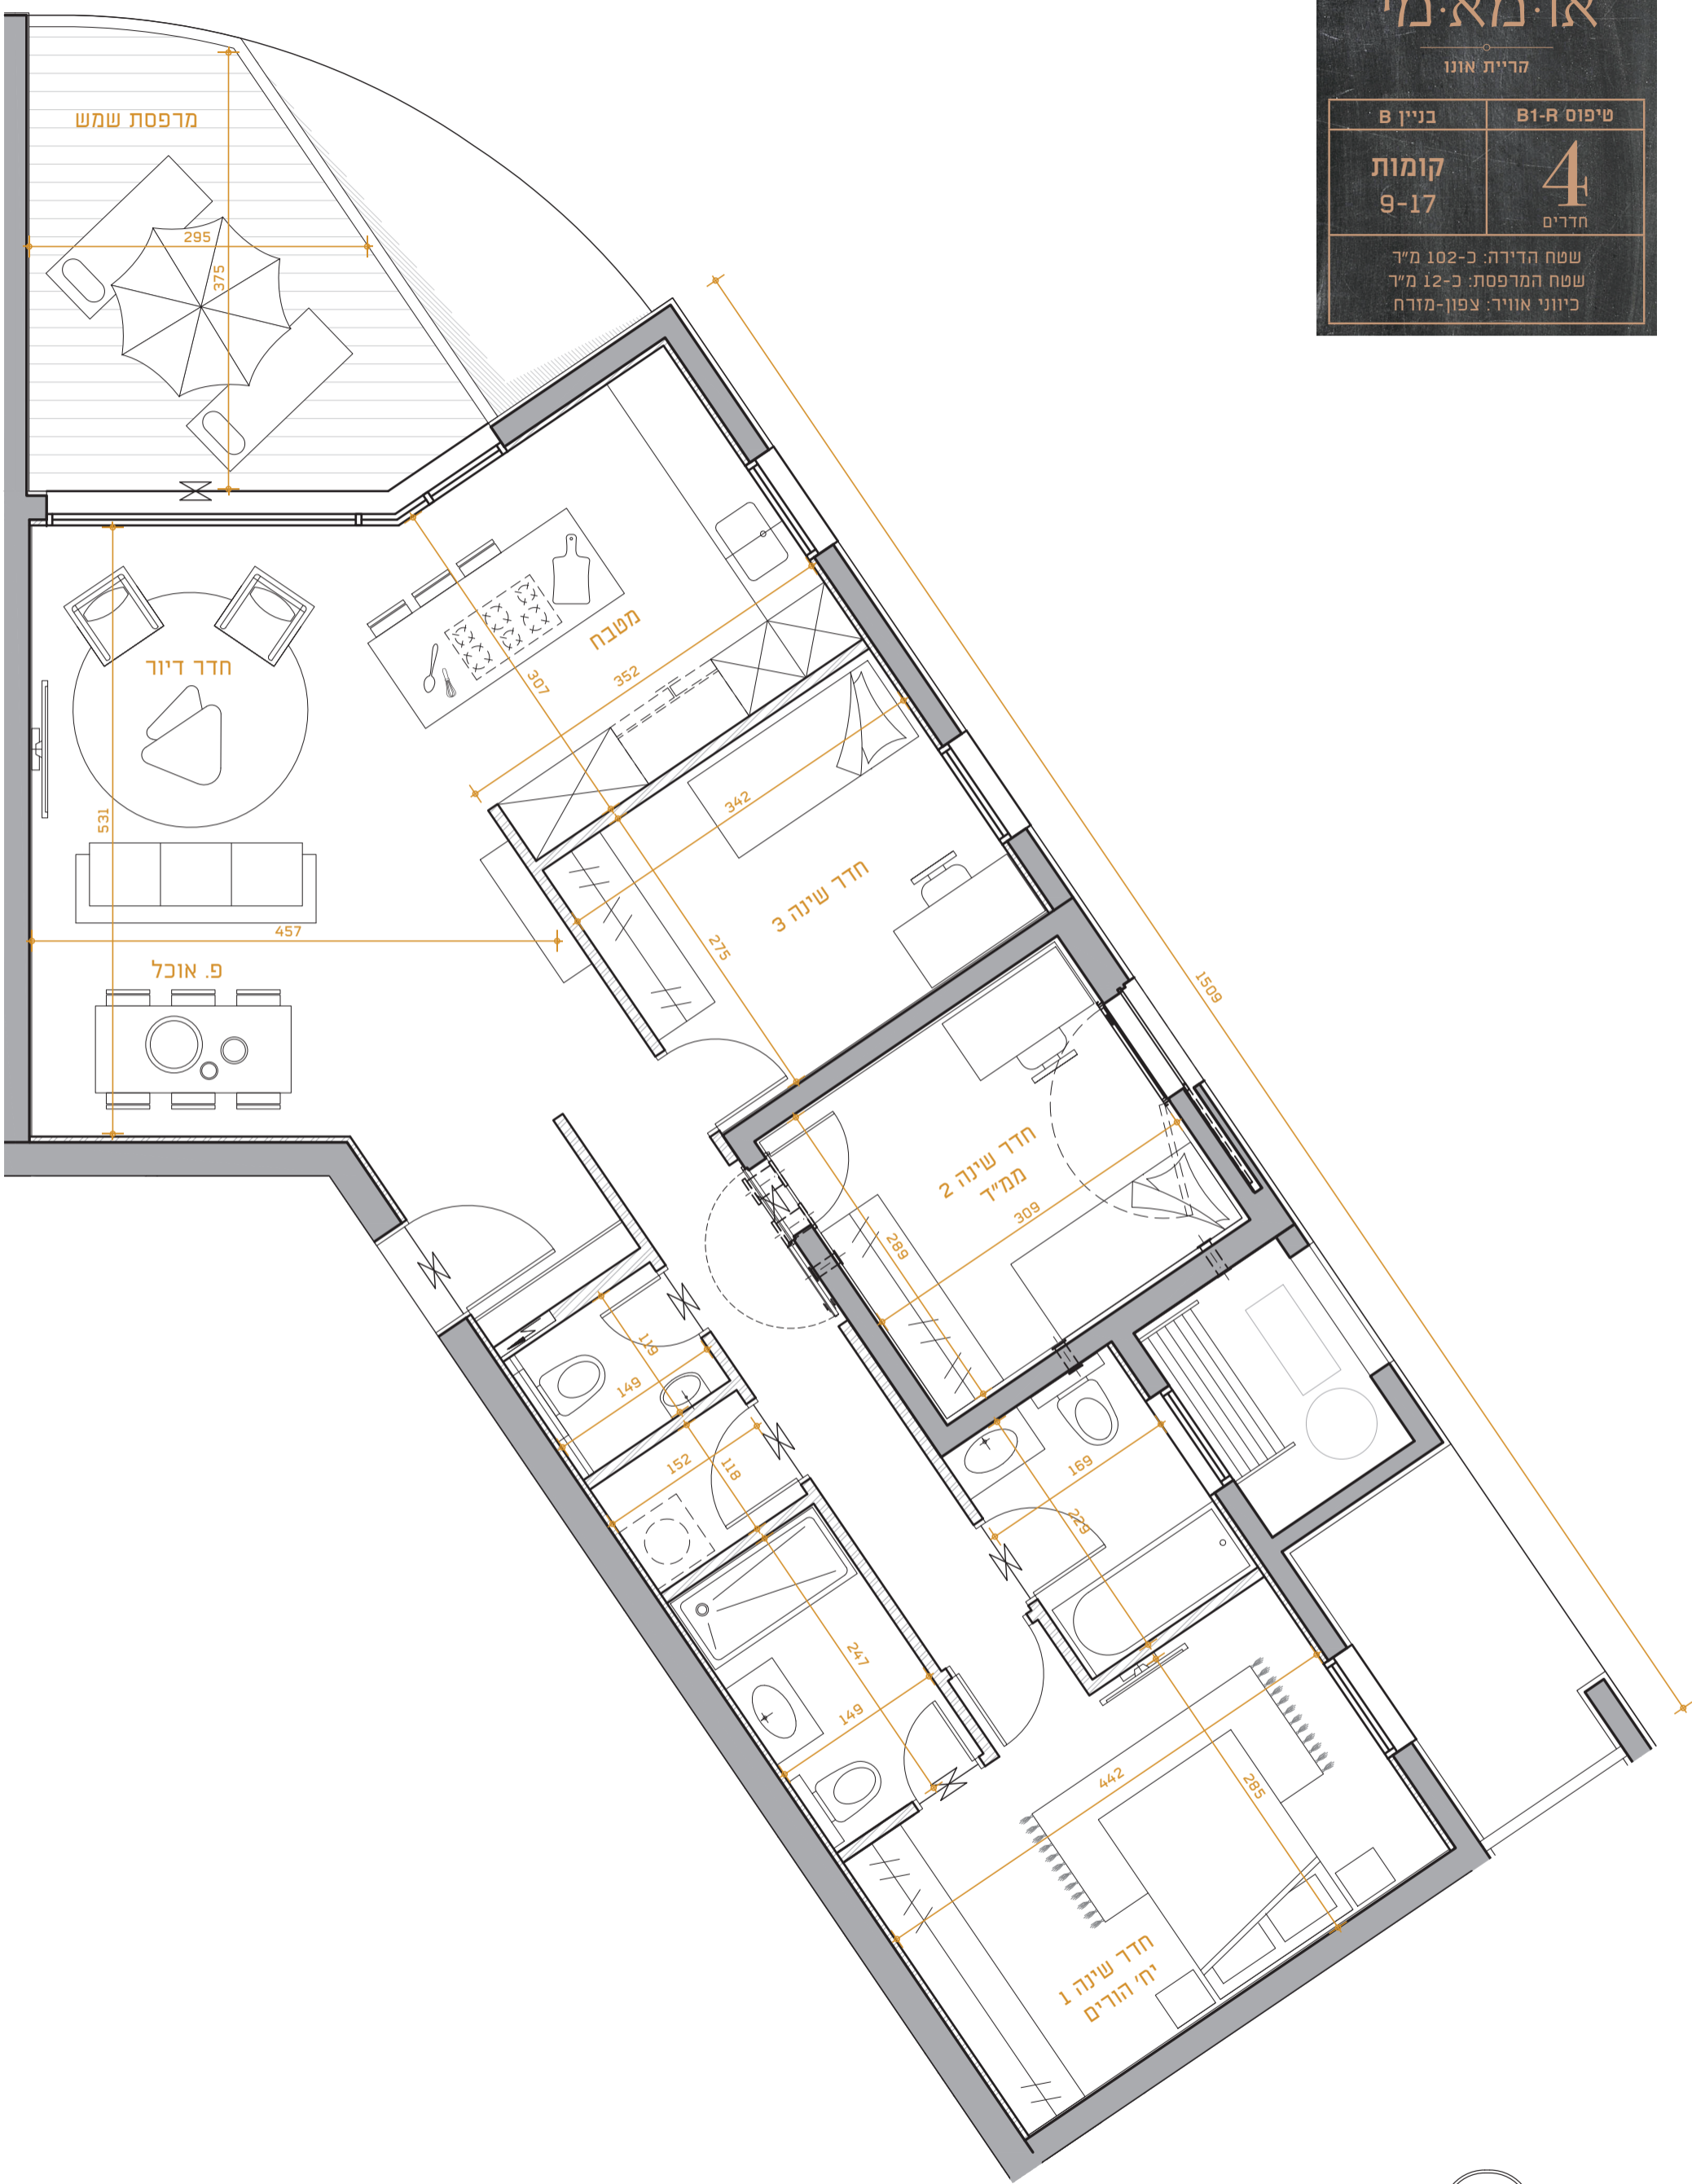 או·מא·מי
קריית אונו
טיפוס B1-R
בניין B
4
חדרים
קומות
9-17
שטח הדירה: כ-102 מ״ר
שטח המרפסת: כ-12 מ״ר
כיווני אוויר: צפון-מזרח
מרפסת שמש
295
375
חדר דיור
531
457
פ. אוכל
מטבח
307
352
342
חדר שינה 3
275
1509
חדר שינה 2
ממ״ד
309
289
119
149
152
118
169
229
247
149
442
285
חדר שינה 1
יח׳ הורים